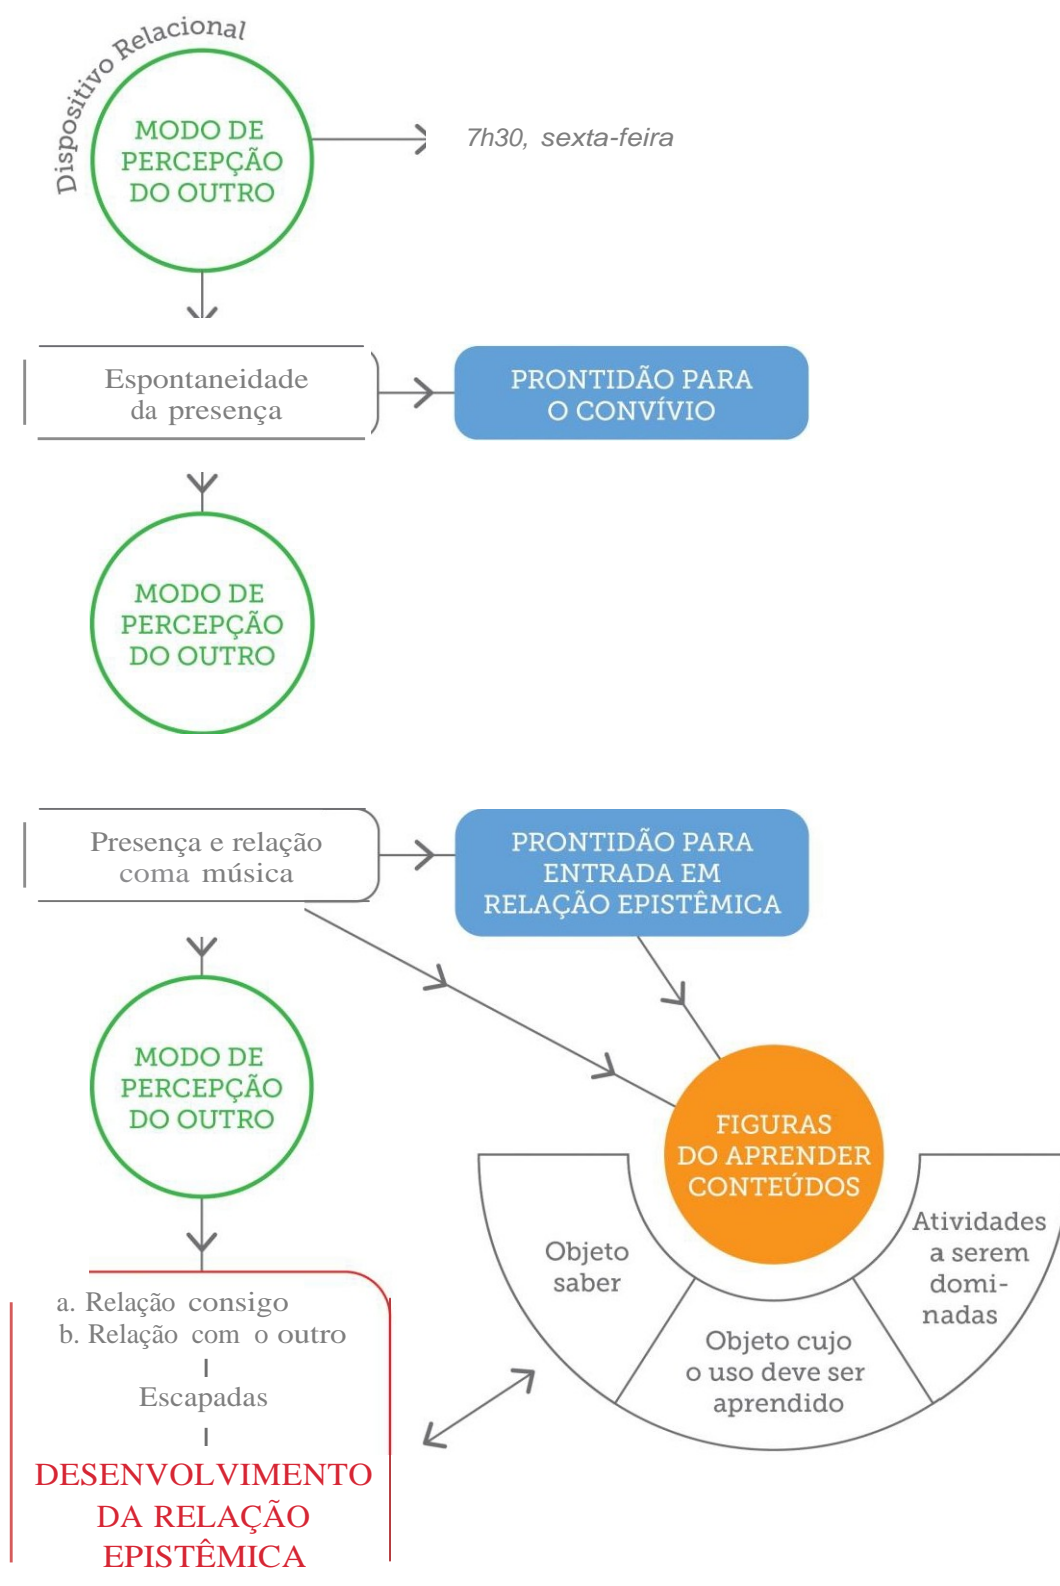 Dispositivo Relacional
MODO DE
PERCEPÇÃO
DO OUTRO
7h30, sexta-feira
Espontaneidade
da presença
PRONTIDÃO PARA
O CONVÍVIO
MODO DE
PERCEPÇÃO
DO OUTRO
Presença e relação
coma música
PRONTIDÃO PARA
ENTRADA EM
RELAÇÃO EPISTÊMICA
MODO DE
PERCEPÇÃO
DO OUTRO
FIGURAS
DO APRENDER
CONTEÚDOS
Objeto
saber
Objeto cujo
o uso deve ser
aprendido
Atividades
a serem
domi-
nadas
a. Relação consigo
b. Relação com o outro
Escapadas
DESENVOLVIMENTO
DA RELAÇÃO
EPISTÊMICA